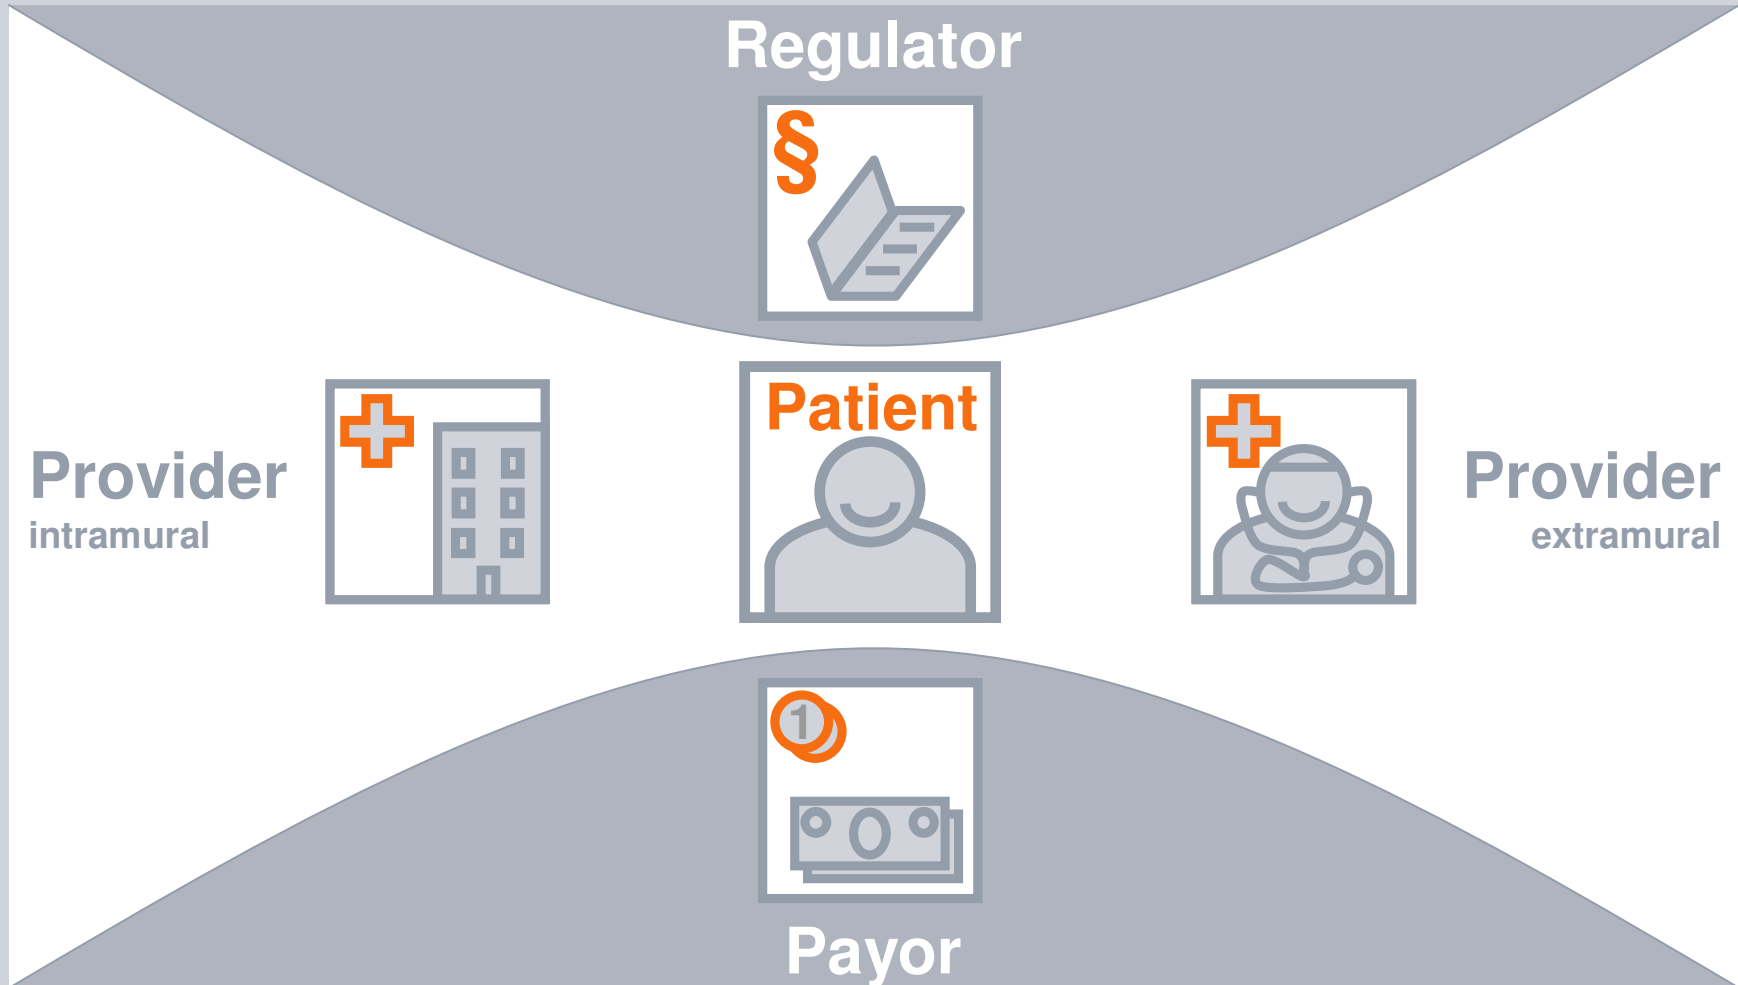 Regulator
§
Patient
Provider
intramural
Provider
extramural
1
Payor